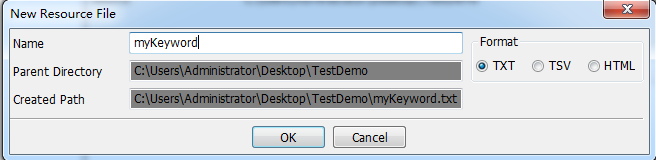 New Resource File
Name myKeyword
Format
TXT TSV HTML
Parent Directory C:\Users\Administrator\Desktop\TestDemo
Created Path C:\Users\Administrator\Desktop\TestDemo\myKeyword.txt
OK Cancel